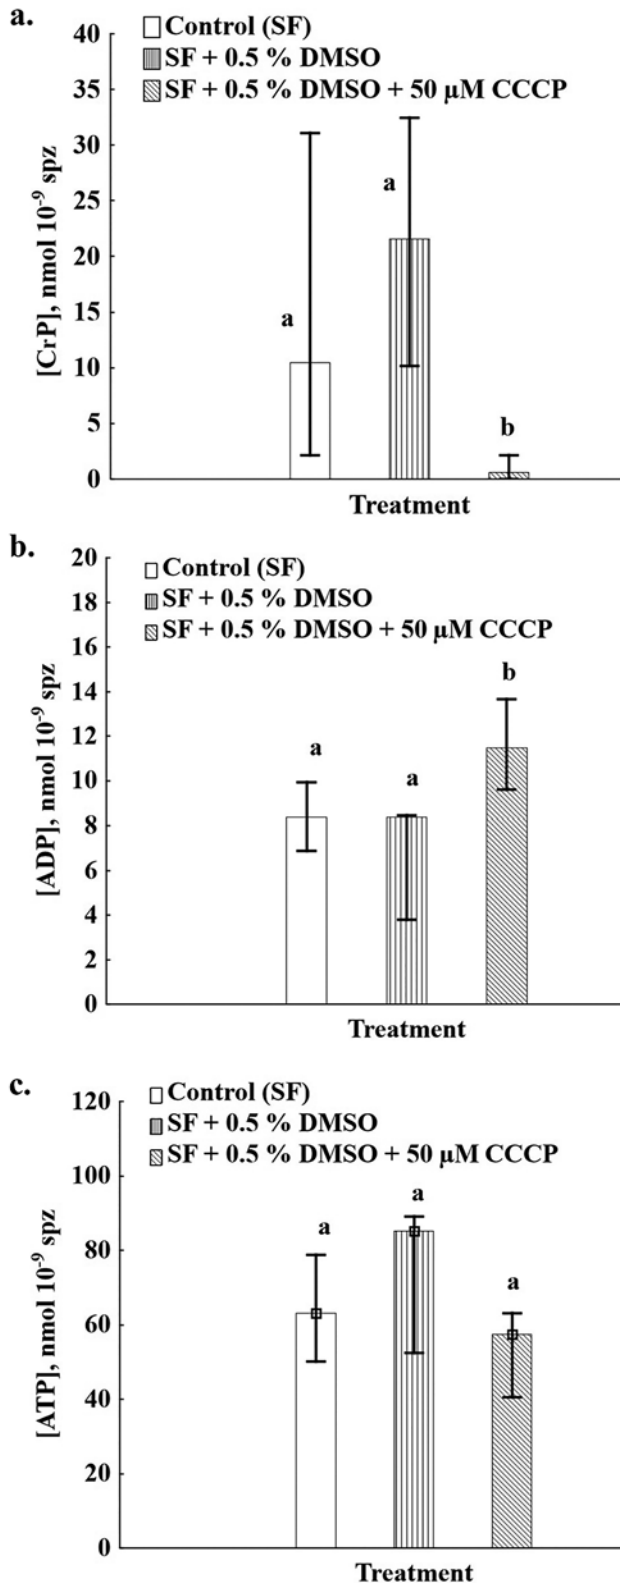 a.
Control (SF)
SF + 0.5 % DMSO
SF + 0.5 % DMSO + 50 µM CCCP
[CrP], nmol 10⁻⁹ spz
40
35
30
25
20
15
10
5
0
a
a
b
Treatment
b.
Control (SF)
SF + 0.5 % DMSO
SF + 0.5 % DMSO + 50 µM CCCP
[ADP], nmol 10⁻⁹ spz
20
18
16
14
12
10
8
6
4
2
0
a
a
b
Treatment
c.
Control (SF)
SF + 0.5 % DMSO
SF + 0.5 % DMSO + 50 µM CCCP
[ATP], nmol 10⁻⁹ spz
120
100
80
60
40
20
0
a
a
a
Treatment